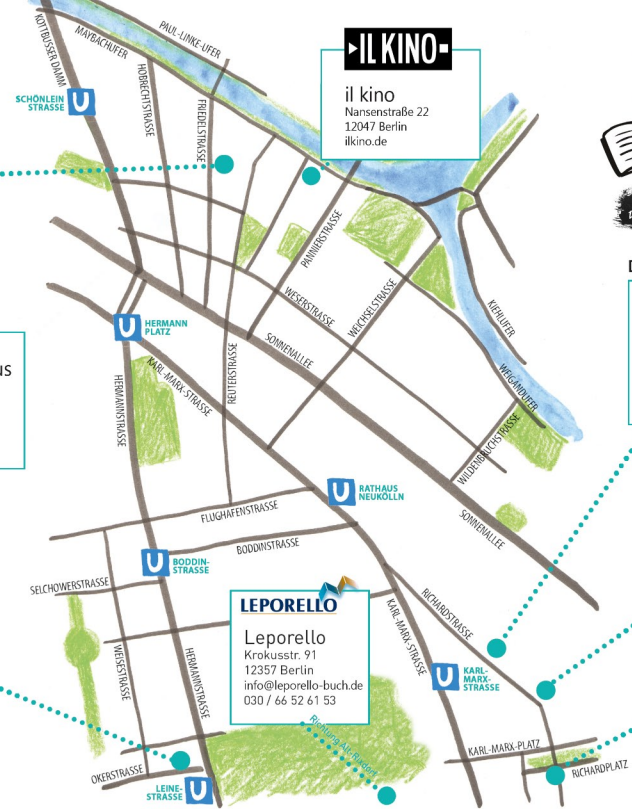 KOTTBUSSER DAMM
MAYBACHUFER
PAUL-LINKE-UFER
IL KINO
il kino
Nansenstraße 22
12047 Berlin
ilkino.de
SCHÖNLEIN
STRASSE
U
HOBRECHTSTRASSE
FRIEDELSTRASSE
PANNIERSTRASSE
WESERSTRASSE
WEICHSELSTRASSE
KIEHLUFER
U
HERMANN
PLATZ
SONNENALLEE
KARL-MARX-STRASSE
REUTERSTRASSE
WEIGANDUFER
HERMANNSTRASSE
WILDENBRUCHSTRASSE
U
RATHAUS
NEUKÖLLN
FLUGHAFENSTRASSE
SONNENALLEE
BODDINSTRASSE
U
BODDIN-
STRASSE
SELCHOWERSTRASSE
LEPORELLO
Leporello
Krokusstr. 91
12357 Berlin
info@leporello-buch.de
030 / 66 52 61 53
RICHARDSTRASSE
KARL-MARX-STRASSE
U
KARL-
MARX-
STRASSE
WEISESTRASSE
HERMANNSTRASSE
Richtung Alt-Rudow
KARL-MARX-PLATZ
RICHARDPLATZ
OKERSTRASSE
LEINE-
STRASSE
U